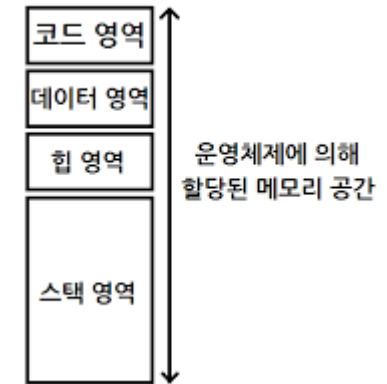 코드 영역
데이터 영역
힙 영역
스택 영역
운영체제에 의해
할당된 메모리 공간